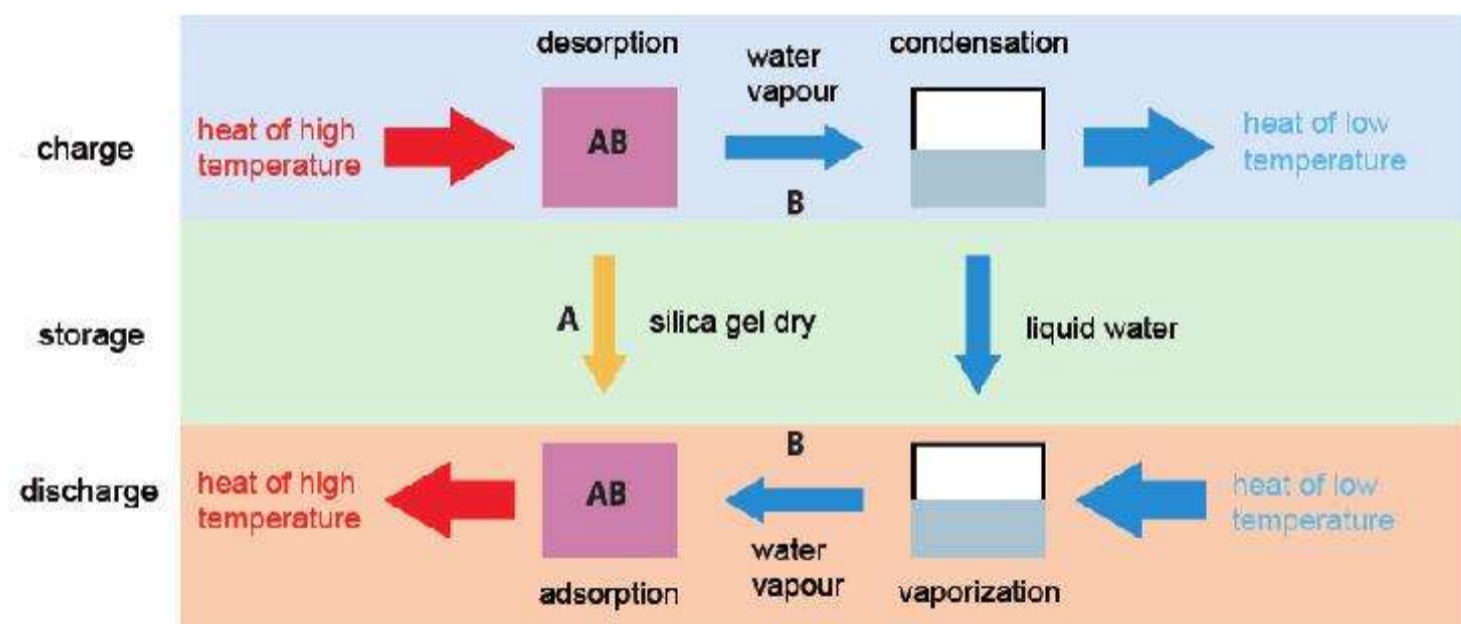 desorption
water
vapour
condensation
charge
heat of high
temperature
AB
B
heat of low
temperature
storage
A
silica gel dry
liquid water
discharge
heat of high
temperature
AB
B
water
vapour
heat of low
temperature
adsorption
vaporization